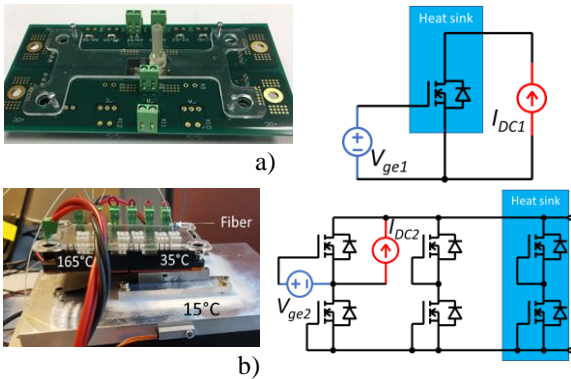 Heat sink
V_ge1
I_DC1
a)
Fiber
165°C
35°C
15°C
Heat sink
I_DC2
V_ge2
b)